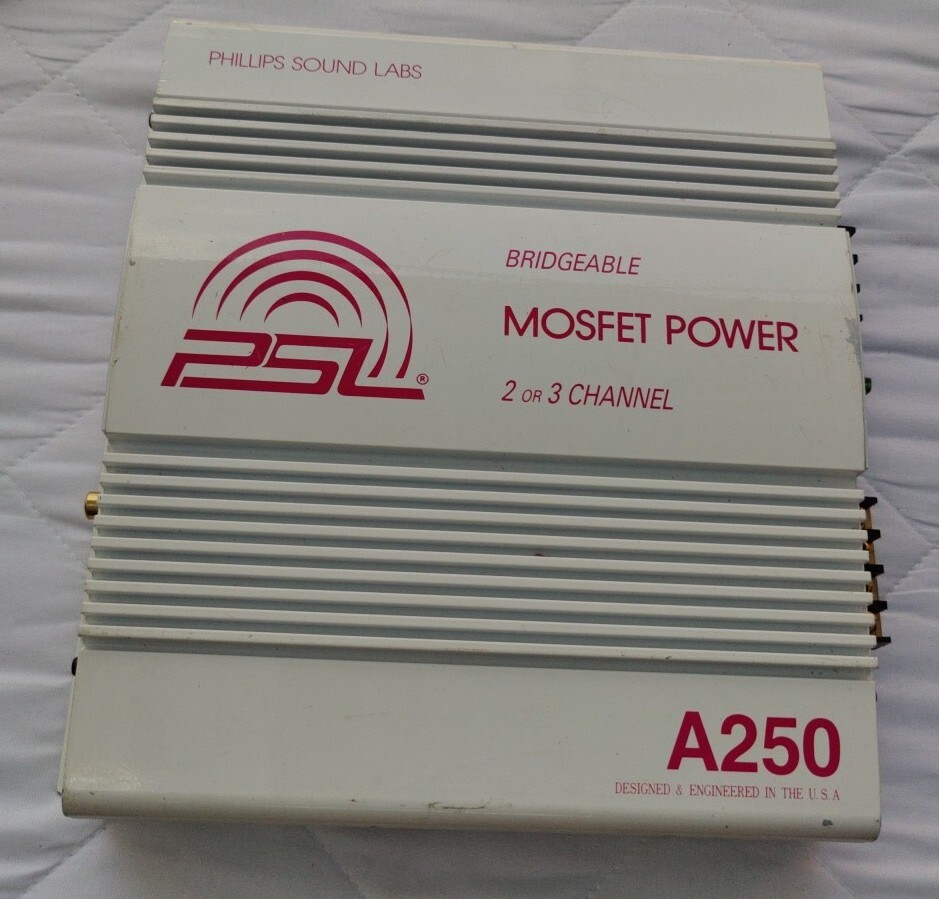 PHILLIPS SOUND LABS
PSL®
BRIDGEABLE
MOSFET POWER
2 OR 3 CHANNEL
A250
DESIGNED & ENGINEERED IN THE U.S.A